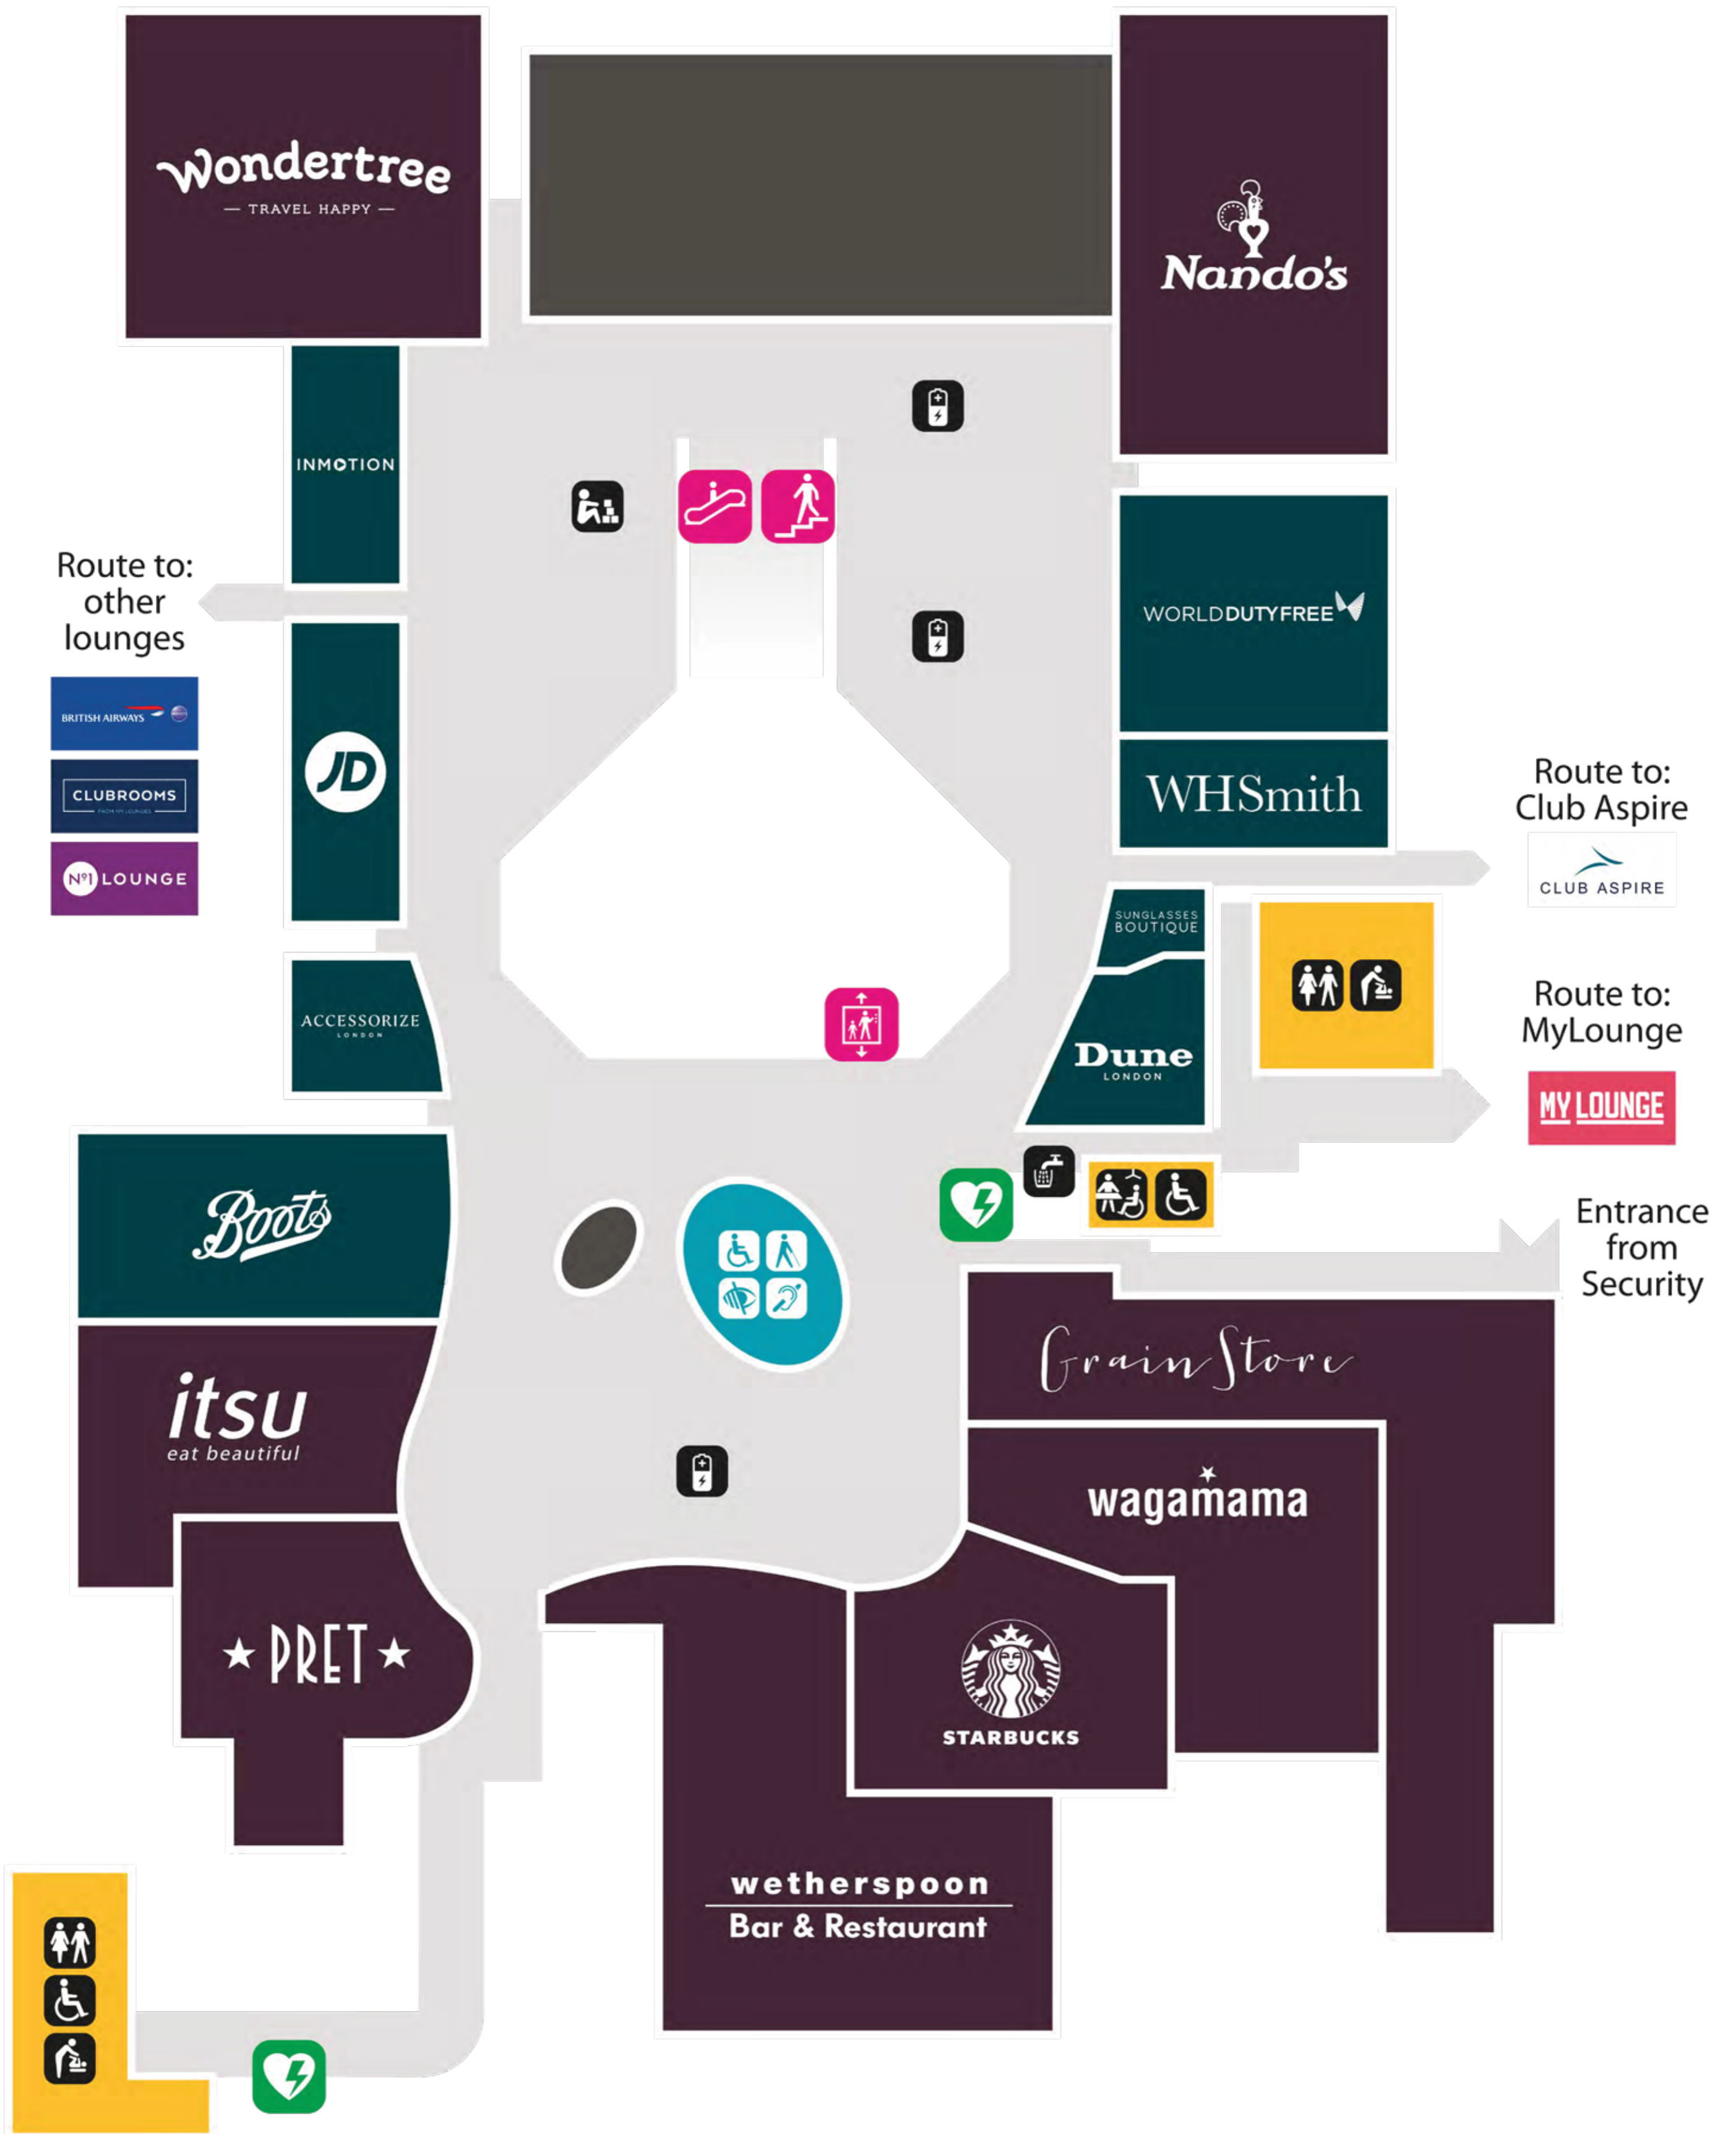 Wondertree
— TRAVEL HAPPY —
Nando's
INMOTION
Route to:
other
lounges
BRITISH AIRWAYS
CLUBROOMS
Nº1 LOUNGE
JD
WORLDDUTYFREE
WHSmith
Route to:
Club Aspire
CLUB ASPIRE
SUNGLASSES
BOUTIQUE
ACCESSORIZE
LONDON
Dune
LONDON
Route to:
MyLounge
MY LOUNGE
Boots
Entrance
from
Security
itsu
eat beautiful
Grain Store
wagamama
PRET
STARBUCKS
wetherspoon
Bar & Restaurant